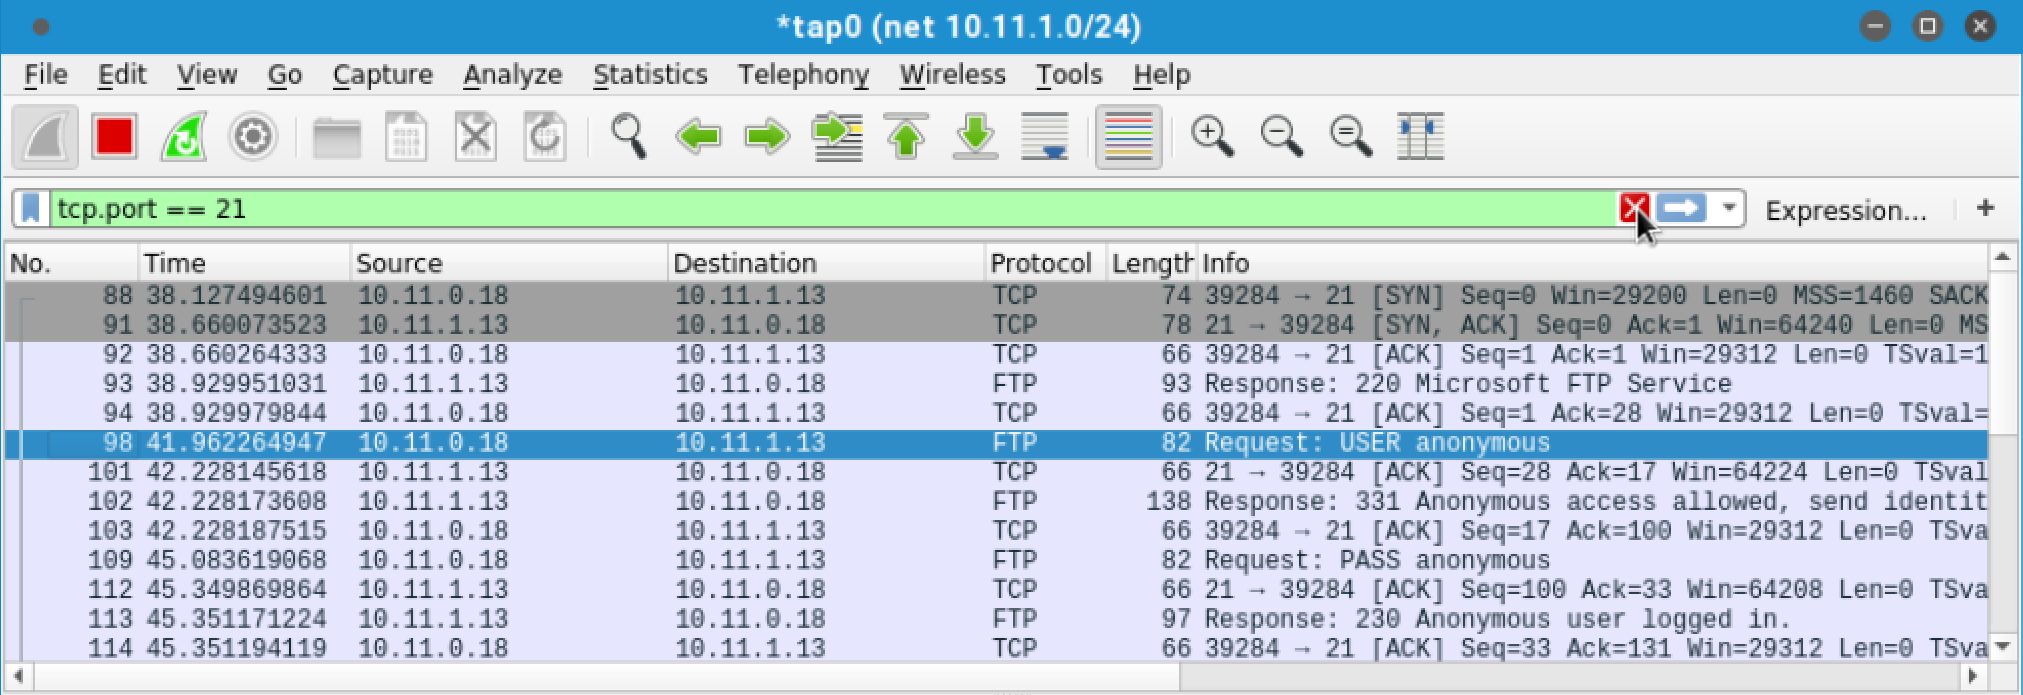 *tap0 (net 10.11.1.0/24)
File Edit View Go Capture Analyze Statistics Telephony Wireless Tools Help
tcp.port == 21 Expression... +
No. Time Source Destination Protocol Length Info
88 38.127494601 10.11.0.18 10.11.1.13 TCP 74 39284 → 21 [SYN] Seq=0 Win=29200 Len=0 MSS=1460 SACK
91 38.660073523 10.11.1.13 10.11.0.18 TCP 78 21 → 39284 [SYN, ACK] Seq=0 Ack=1 Win=64240 Len=0 MS
92 38.660264333 10.11.0.18 10.11.1.13 TCP 66 39284 → 21 [ACK] Seq=1 Ack=1 Win=29312 Len=0 TSval=1
93 38.929951031 10.11.1.13 10.11.0.18 FTP 93 Response: 220 Microsoft FTP Service
94 38.929979844 10.11.0.18 10.11.1.13 TCP 66 39284 → 21 [ACK] Seq=1 Ack=28 Win=29312 Len=0 TSval=
98 41.962264947 10.11.0.18 10.11.1.13 FTP 82 Request: USER anonymous
101 42.228145618 10.11.1.13 10.11.0.18 TCP 66 21 → 39284 [ACK] Seq=28 Ack=17 Win=64224 Len=0 TSval
102 42.228173608 10.11.1.13 10.11.0.18 FTP 138 Response: 331 Anonymous access allowed, send identit
103 42.228187515 10.11.0.18 10.11.1.13 TCP 66 39284 → 21 [ACK] Seq=17 Ack=100 Win=29312 Len=0 TSva
109 45.083619068 10.11.0.18 10.11.1.13 FTP 82 Request: PASS anonymous
112 45.349869864 10.11.1.13 10.11.0.18 TCP 66 21 → 39284 [ACK] Seq=100 Ack=33 Win=64208 Len=0 TSva
113 45.351171224 10.11.1.13 10.11.0.18 FTP 97 Response: 230 Anonymous user logged in.
114 45.351194119 10.11.0.18 10.11.1.13 TCP 66 39284 → 21 [ACK] Seq=33 Ack=131 Win=29312 Len=0 TSva